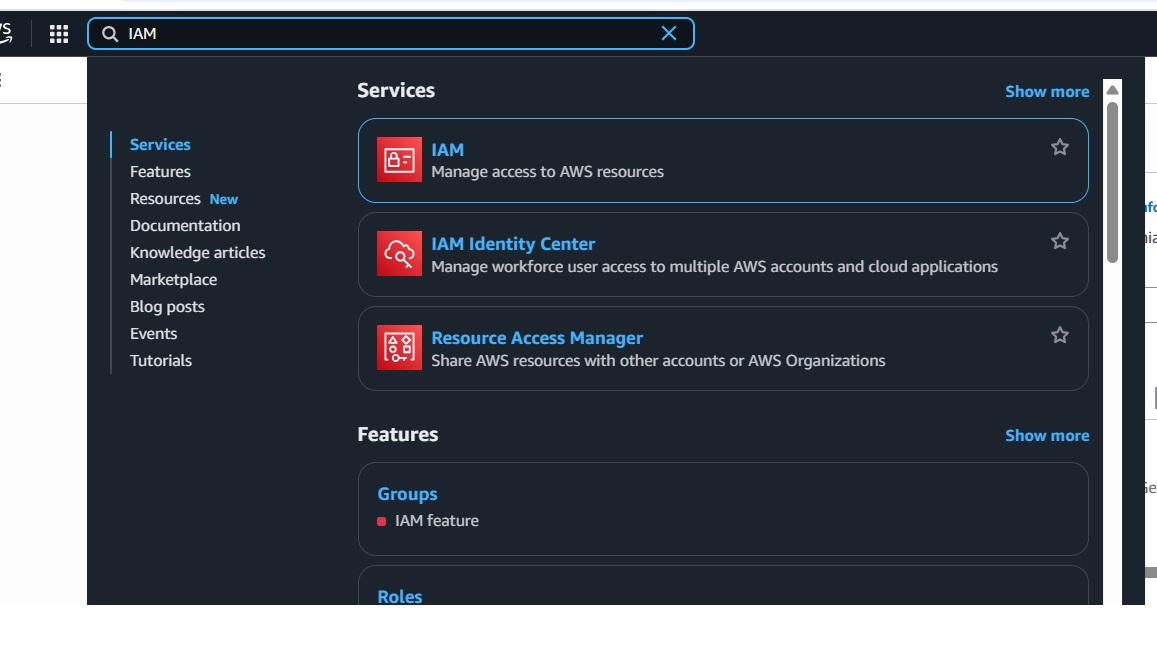 IAM
Services
Show more
Services
Features
Resources New
Documentation
Knowledge articles
Marketplace
Blog posts
Events
Tutorials
IAM
Manage access to AWS resources
IAM Identity Center
Manage workforce user access to multiple AWS accounts and cloud applications
Resource Access Manager
Share AWS resources with other accounts or AWS Organizations
Features
Show more
Groups
IAM feature
Roles